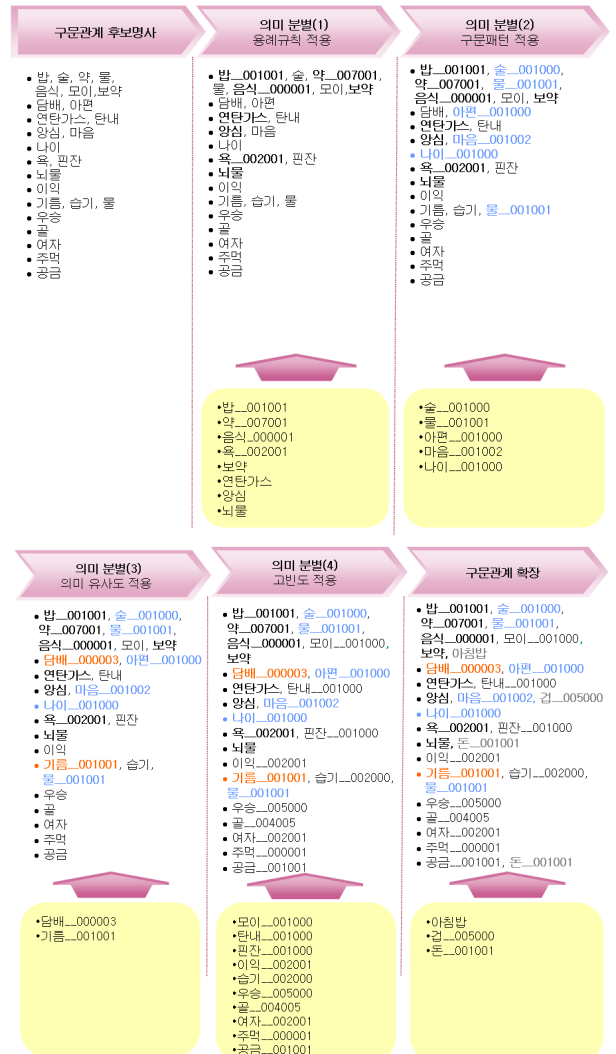 구문관계 후보명사
• 밥, 술, 약, 물,
음식, 모이,보약
• 담배, 아편
• 연탄가스, 탄내
• 앙심, 마음
• 나이
• 욕, 핀잔
• 뇌물
• 이익
• 기름, 습기, 물
• 우승
• 골
• 여자
• 주먹
• 공금
의미 분별(1)
용례규칙 적용
• 밥__001001, 술, 약__007001,
물, 음식__000001, 모이,보약
• 담배, 아편
• 연탄가스, 탄내
• 앙심, 마음
• 나이
• 욕__002001, 핀잔
• 뇌물
• 이익
• 기름, 습기, 물
• 우승
• 골
• 여자
• 주먹
• 공금
•밥__001001
•약__007001
•음식_000001
•욕__002001
•보약
•연탄가스
•앙심
•뇌물
의미 분별(2)
구문패턴 적용
• 밥__001001, 술__001000,
약__007001, 물__001001,
음식__000001, 모이, 보약
• 담배, 아편__001000
• 연탄가스, 탄내
• 앙심, 마음__001002
• 나이__001000
• 욕__002001, 핀잔
• 뇌물
• 이익
• 기름, 습기, 물__001001
• 우승
• 골
• 여자
• 주먹
• 공금
•술__001000
•물__001001
•아편__001000
•마음__001002
•나이__001000
의미 분별(3)
의미 유사도 적용
• 밥__001001, 술__001000,
약__007001, 물__001001,
음식__000001, 모이, 보약
• 담배__000003, 아편__001000
• 연탄가스, 탄내
• 앙심, 마음__001002
• 나이__001000
• 욕__002001, 핀잔
• 뇌물
• 이익
• 기름__001001, 습기,
물__001001
• 우승
• 골
• 여자
• 주먹
• 공금
•담배__000003
•기름__001001
의미 분별(4)
고빈도 적용
• 밥__001001, 술__001000,
약__007001, 물__001001,
음식__000001, 모이__001000,
보약
• 담배__000003, 아편__001000
• 연탄가스, 탄내__001000
• 앙심, 마음__001002
• 나이__001000
• 욕__002001, 핀잔__001000
• 뇌물
• 이익__002001
• 기름__001001, 습기__002000,
물__001001
• 우승__005000
• 골__004005
• 여자__002001
• 주먹__000001
• 공금__001001
•모이__001000
•탄내__001000
•핀잔__001000
•이익__002001
•습기__002000
•우승__005000
•골__004005
•여자__002001
•주먹__000001
•공금__001001
구문관계 확장
• 밥__001001, 술__001000,
약__007001, 물__001001,
음식__000001, 모이__001000,
보약, 아침밥
• 담배__000003, 아편__001000
• 연탄가스, 탄내__001000
• 앙심, 마음__001002, 겁__005000
• 나이__001000
• 욕__002001, 핀잔__001000
• 뇌물, 돈__001001
• 이익__002001
• 기름__001001, 습기__002000,
물__001001
• 우승__005000
• 골__004005
• 여자__002001
• 주먹__000001
• 공금__001001, 돈__001001
•아침밥
•겁__005000
•돈__001001